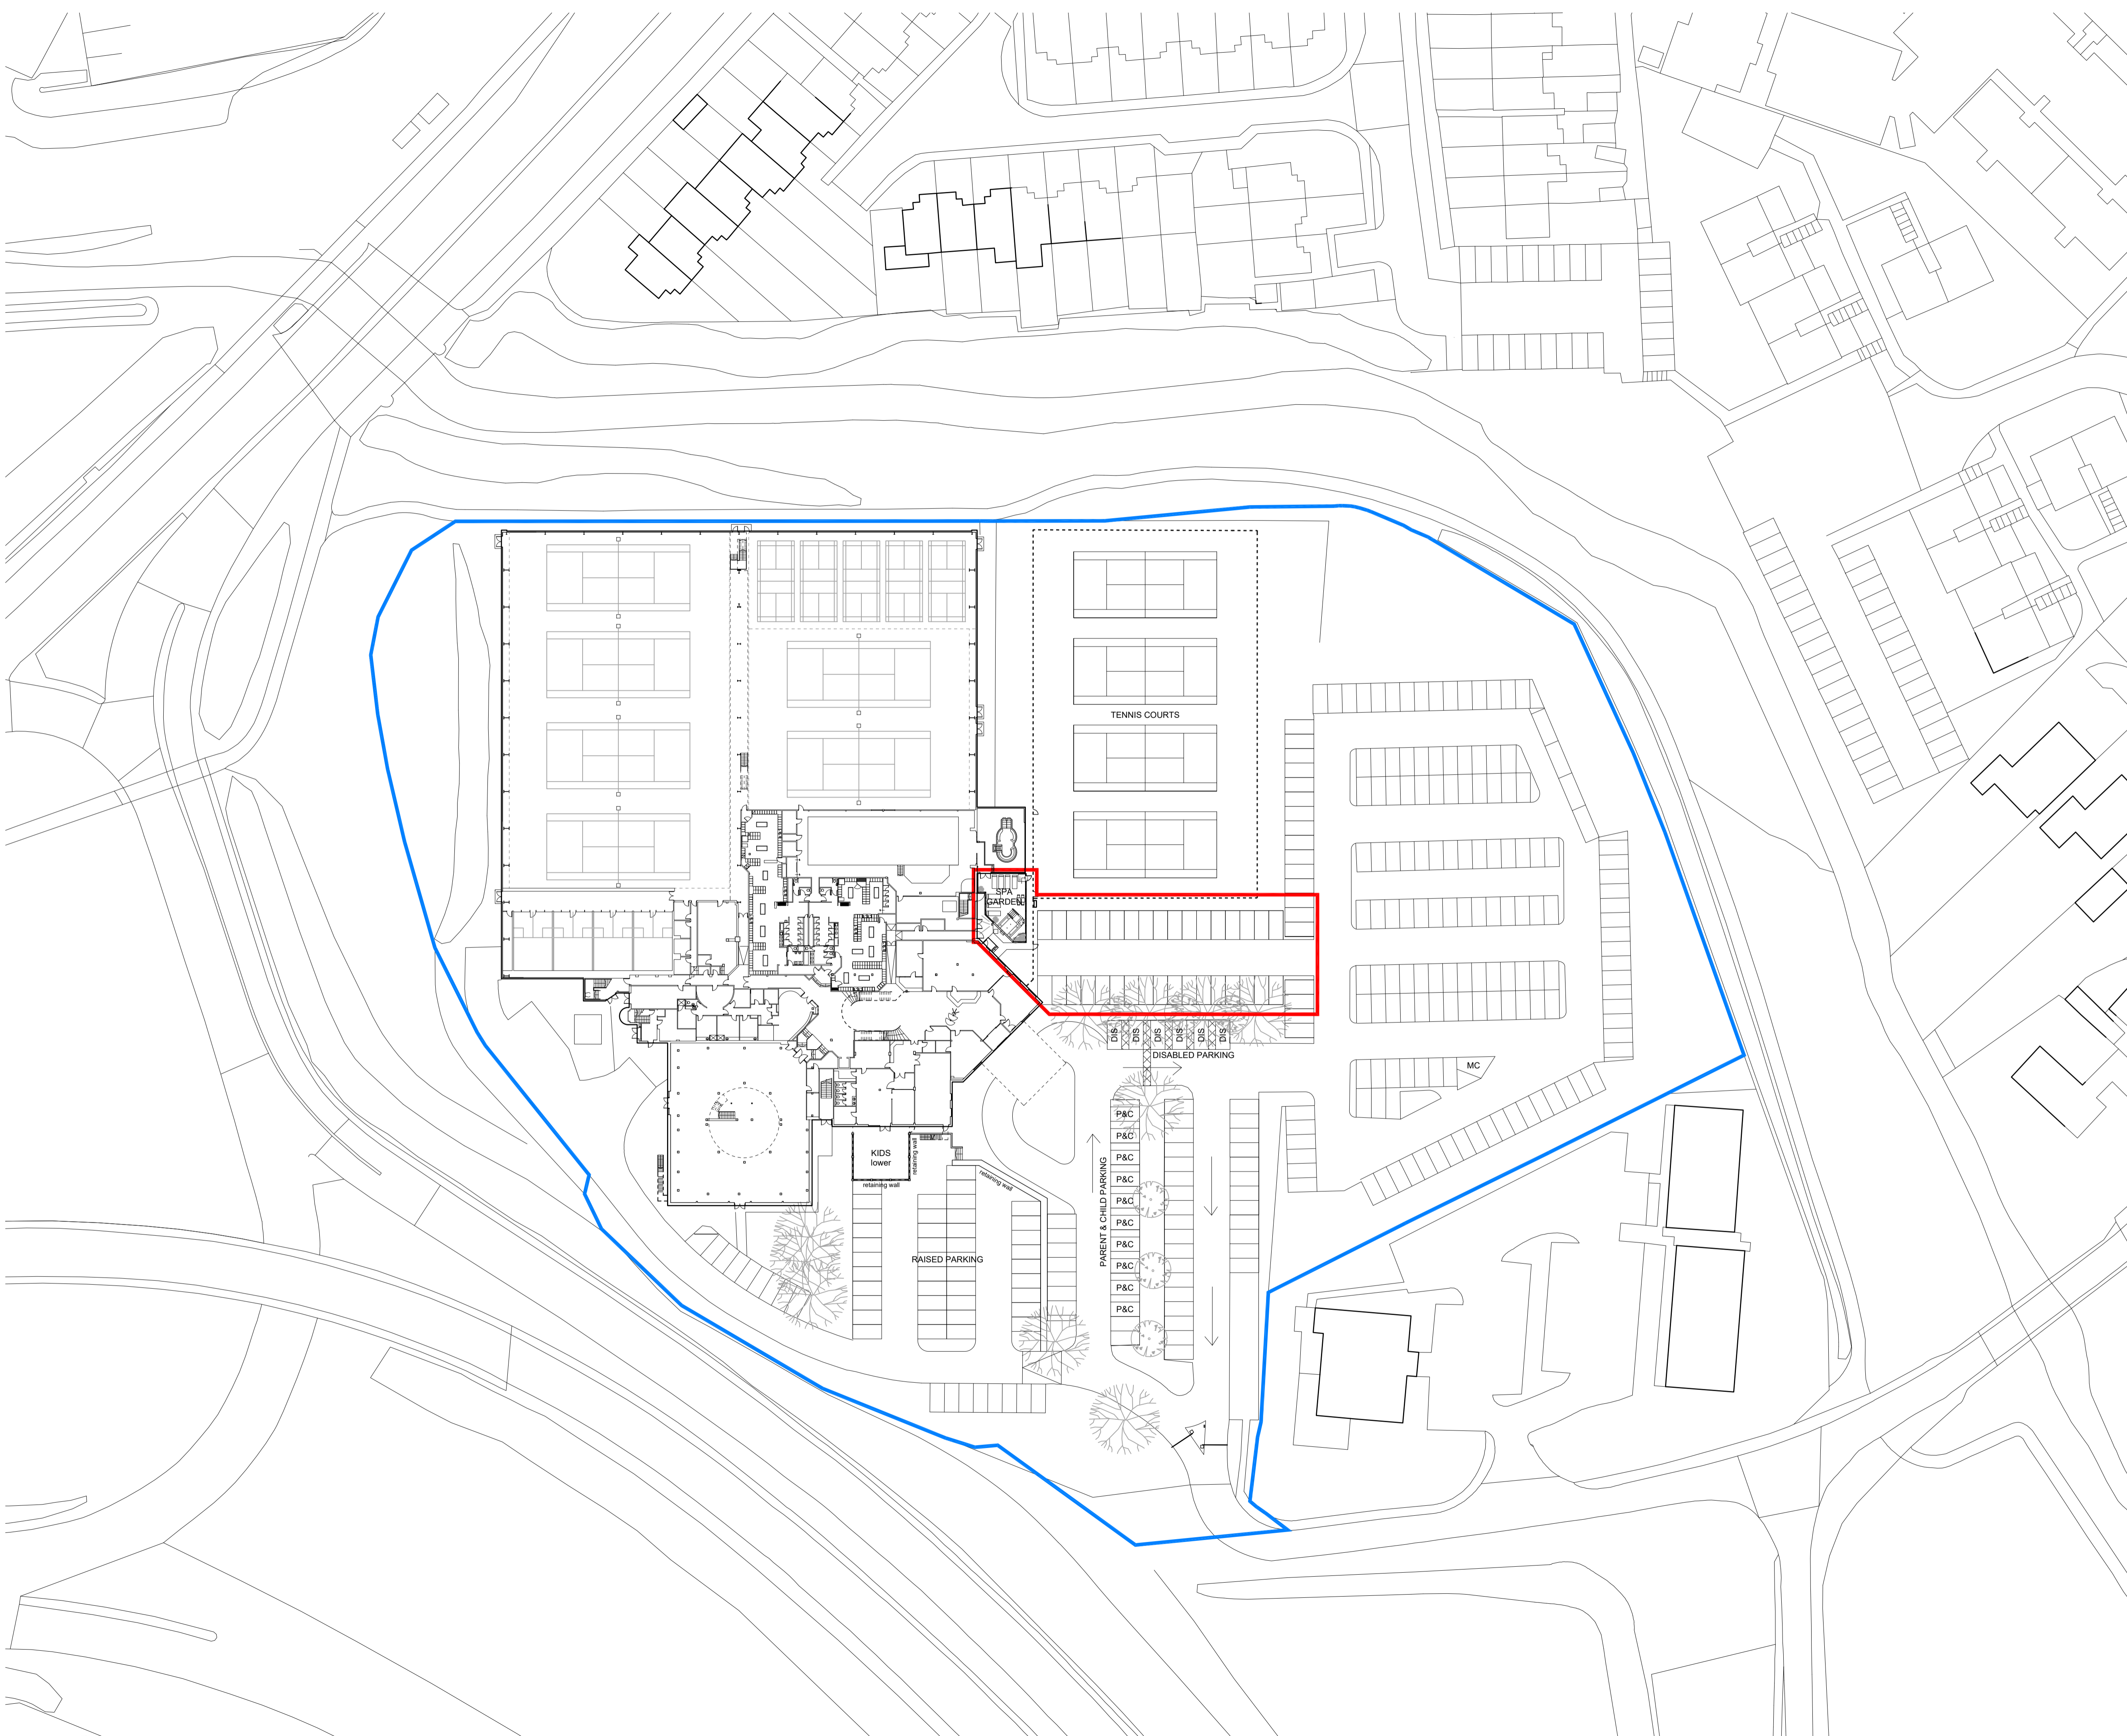 TENNIS COURTS
SPA
GARDEN
DIS
DIS
DIS
DIS
DIS
DIS
DISABLED PARKING
MC
P&C
P&C
P&C
P&C
P&C
P&C
P&C
P&C
P&C
P&C
PARENT & CHILD PARKING
KIDS
lower
retaining wall
retaining wall
retaining wall
RAISED PARKING